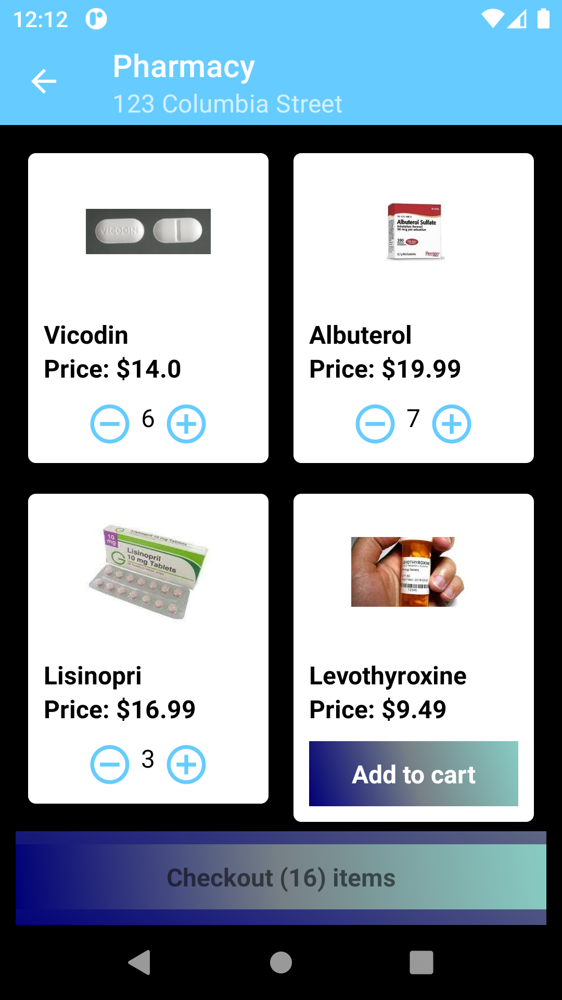 12:12
Pharmacy
123 Columbia Street
VICODIN
Albuterol Sulfate
Inhalation Aerosol
90 mcg per actuation
200
Perrigo
Vicodin
Price: $14.0
Albuterol
Price: $19.99
6
7
10 mg
Lisinopril 10 mg Tablets
Lisinopril
10 mg Tablets
LEVOTHYROXINE
12345
Lisinopri
Price: $16.99
Levothyroxine
Price: $9.49
3
Add to cart
Checkout (16) items